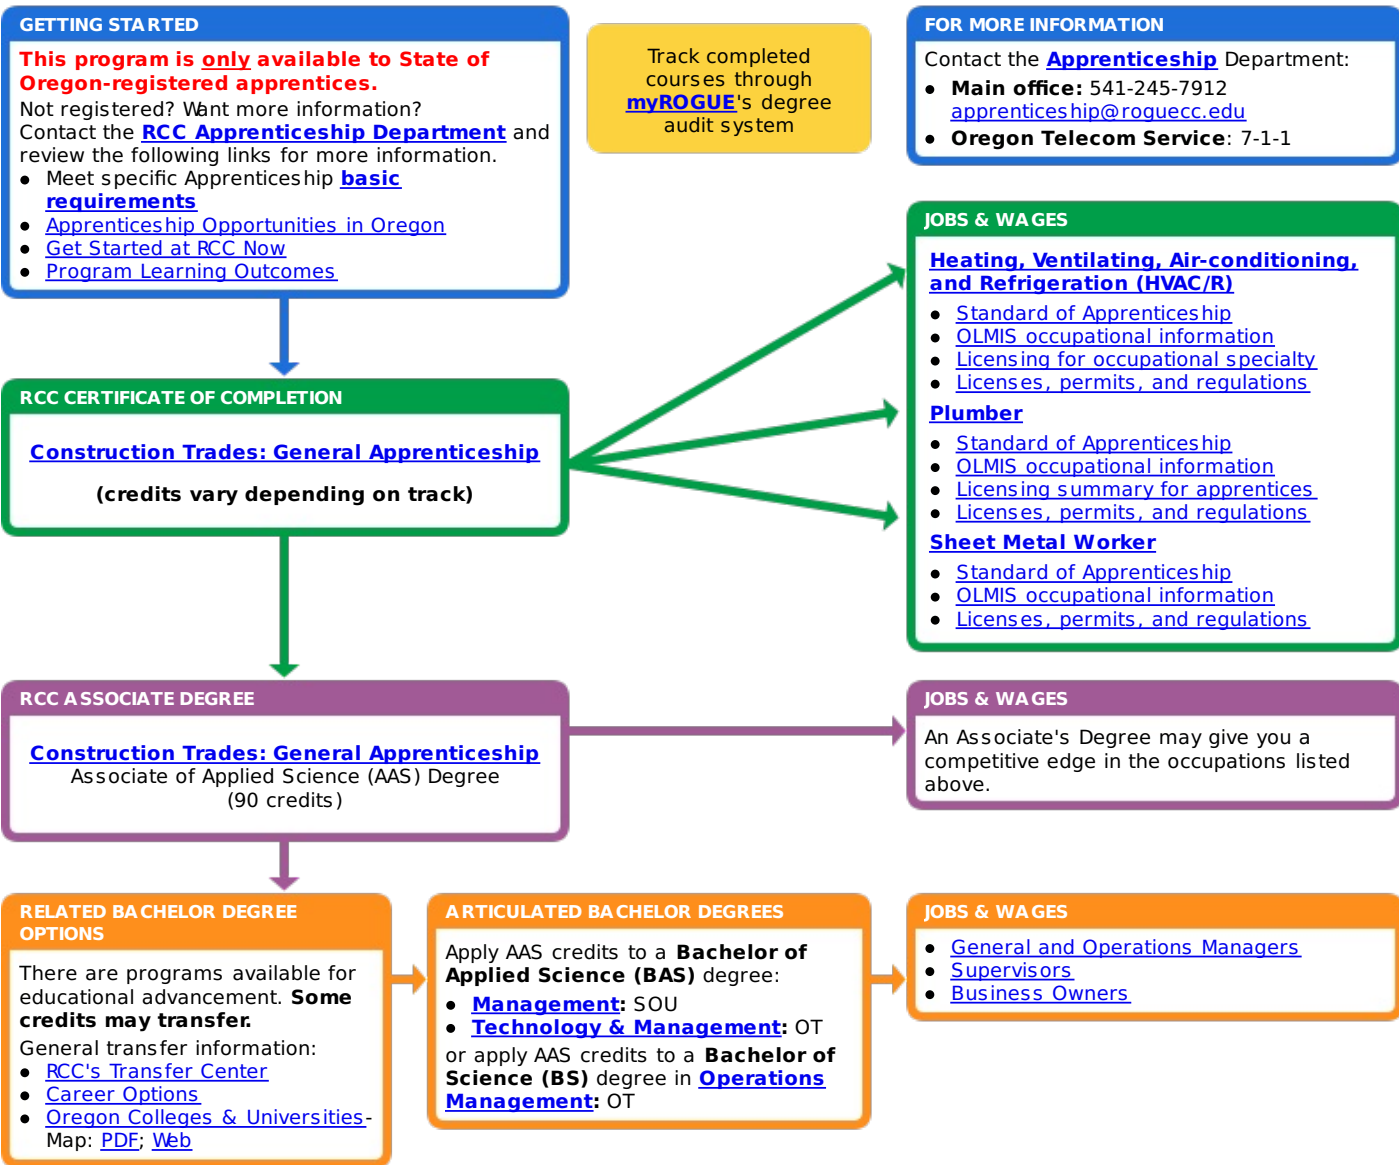 GETTING STARTED
This program is only available to State of
Oregon-registered apprentices.
Not registered? Want more information?
Contact the RCC Apprenticeship Department and
review the following links for more information.
● Meet specific Apprenticeship basic
requirements
● Apprenticeship Opportunities in Oregon
● Get Started at RCC Now
● Program Learning Outcomes
Track completed
courses through
myROGUE's degree
audit system
FOR MORE INFORMATION
Contact the Apprenticeship Department:
● Main office: 541-245-7912
apprenticeship@roguecc.edu
● Oregon Telecom Service: 7-1-1
RCC CERTIFICATE OF COMPLETION
Construction Trades: General Apprenticeship
(credits vary depending on track)
JOBS & WAGES
Heating, Ventilating, Air-conditioning,
and Refrigeration (HVAC/R)
● Standard of Apprenticeship
● OLMIS occupational information
● Licensing for occupational specialty
● Licenses, permits, and regulations
Plumber
● Standard of Apprenticeship
● OLMIS occupational information
● Licensing summary for apprentices
● Licenses, permits, and regulations
Sheet Metal Worker
● Standard of Apprenticeship
● OLMIS occupational information
● Licenses, permits, and regulations
RCC ASSOCIATE DEGREE
Construction Trades: General Apprenticeship
Associate of Applied Science (AAS) Degree
(90 credits)
JOBS & WAGES
An Associate's Degree may give you a
competitive edge in the occupations listed
above.
RELATED BACHELOR DEGREE
OPTIONS
There are programs available for
educational advancement. Some
credits may transfer.
General transfer information:
● RCC's Transfer Center
● Career Options
● Oregon Colleges & Universities-
Map: PDF; Web
ARTICULATED BACHELOR DEGREES
Apply AAS credits to a Bachelor of
Applied Science (BAS) degree:
● Management: SOU
● Technology & Management: OT
or apply AAS credits to a Bachelor of
Science (BS) degree in Operations
Management: OT
JOBS & WAGES
● General and Operations Managers
● Supervisors
● Business Owners